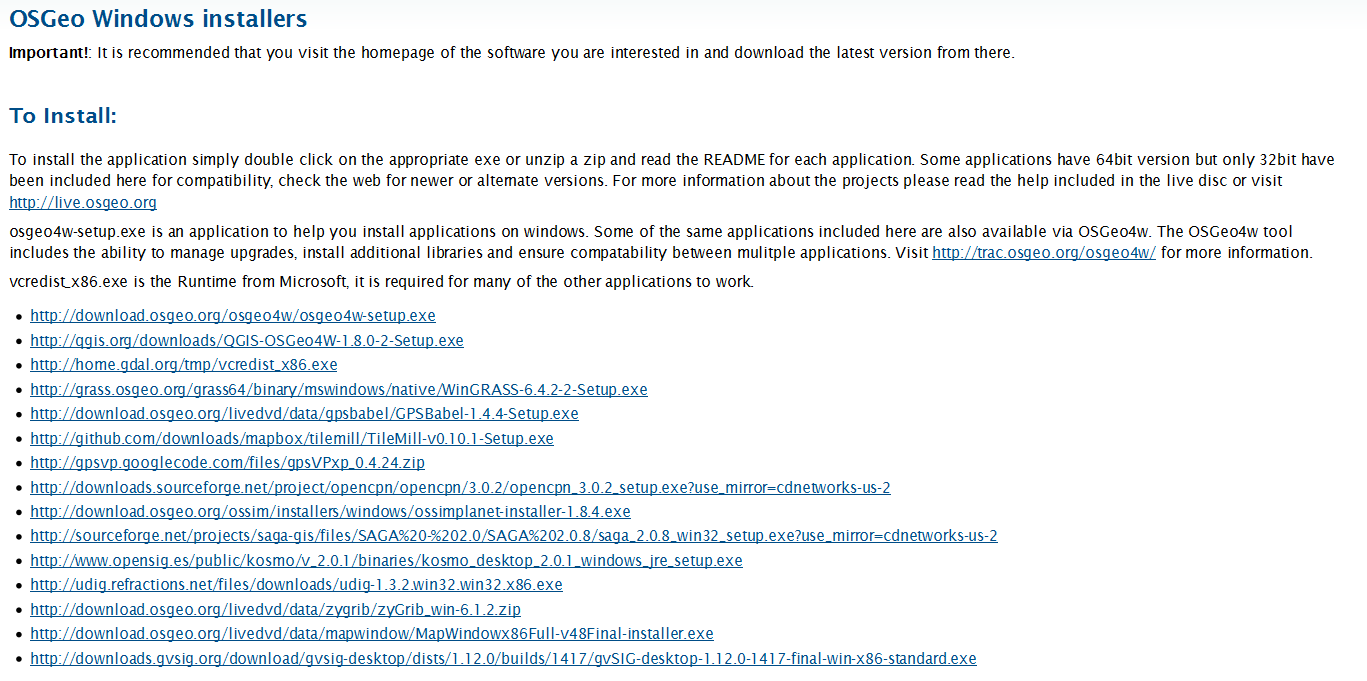 OSGeo Windows installers
Important!: It is recommended that you visit the homepage of the software you are interested in and download the latest version from there.
To Install:
To install the application simply double click on the appropriate exe or unzip a zip and read the README for each application. Some applications have 64bit version but only 32bit have
been included here for compatibility, check the web for newer or alternate versions. For more information about the projects please read the help included in the live disc or visit
http://live.osgeo.org
osgeo4w-setup.exe is an application to help you install applications on windows. Some of the same applications included here are also available via OSGeo4w. The OSGeo4w tool
includes the ability to manage upgrades, install additional libraries and ensure compatability between mulitple applications. Visit http://trac.osgeo.org/osgeo4w/ for more information.
vcredist_x86.exe is the Runtime from Microsoft, it is required for many of the other applications to work.
• http://download.osgeo.org/osgeo4w/osgeo4w-setup.exe
• http://qgis.org/downloads/QGIS-OSGeo4W-1.8.0-2-Setup.exe
• http://home.gdal.org/tmp/vcredist_x86.exe
• http://grass.osgeo.org/grass64/binary/mswindows/native/WinGRASS-6.4.2-2-Setup.exe
• http://download.osgeo.org/livedvd/data/gpsbabel/GPSBabel-1.4.4-Setup.exe
• http://github.com/downloads/mapbox/tilemill/TileMill-v0.10.1-Setup.exe
• http://gpsvp.googlecode.com/files/gpsVPxp_0.4.24.zip
• http://downloads.sourceforge.net/project/opencpn/opencpn/3.0.2/opencpn_3.0.2_setup.exe?use_mirror=cdnetworks-us-2
• http://download.osgeo.org/ossim/installers/windows/ossimplanet-installer-1.8.4.exe
• http://sourceforge.net/projects/saga-gis/files/SAGA%20-%202.0/SAGA%202.0.8/saga_2.0.8_win32_setup.exe?use_mirror=cdnetworks-us-2
• http://www.opensig.es/public/kosmo/v_2.0.1/binaries/kosmo_desktop_2.0.1_windows_jre_setup.exe
• http://udig.refractions.net/files/downloads/udig-1.3.2.win32.win32.x86.exe
• http://download.osgeo.org/livedvd/data/zygrib/zyGrib_win-6.1.2.zip
• http://download.osgeo.org/livedvd/data/mapwindow/MapWindowx86Full-v48Final-installer.exe
• http://downloads.gvsig.org/download/gvsig-desktop/dists/1.12.0/builds/1417/gvSIG-desktop-1.12.0-1417-final-win-x86-standard.exe